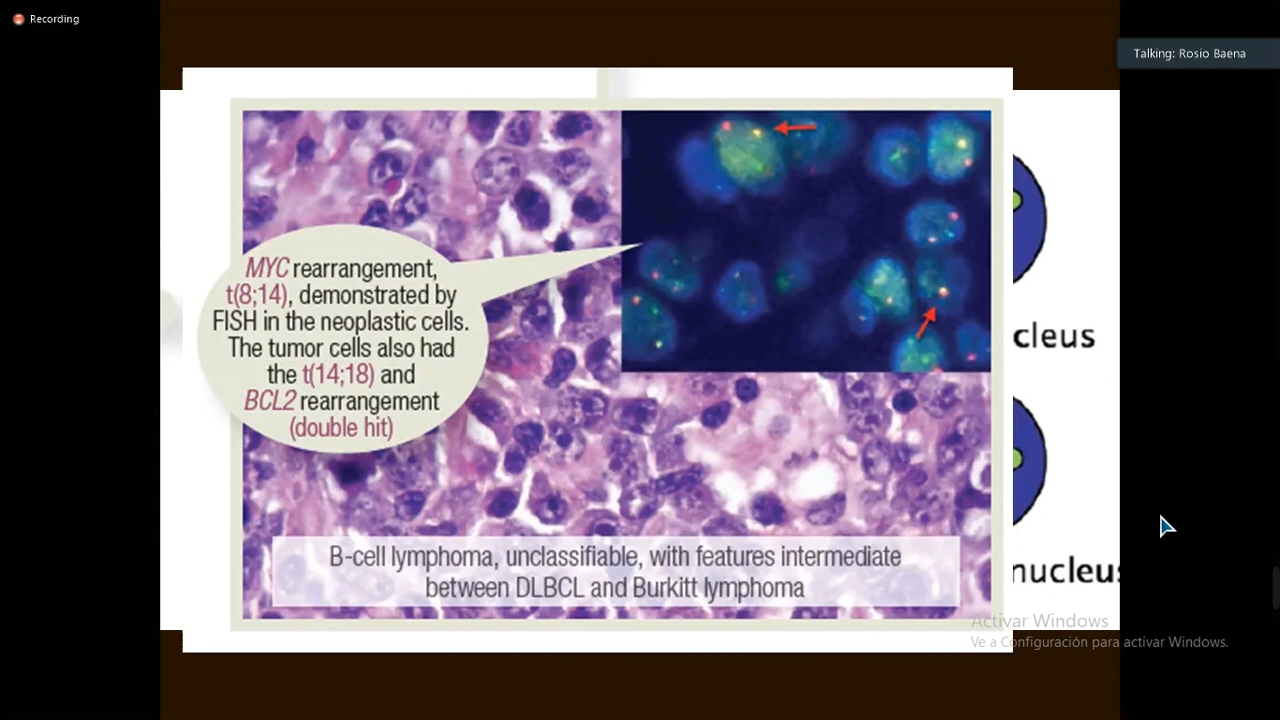 Recording
Talking: Rosio Baena
MYC rearrangement,
t(8;14), demonstrated by
FISH in the neoplastic cells.
The tumor cells also had
the t(14;18) and
BCL2 rearrangement
(double hit)
cleus
nucleus
B-cell lymphoma, unclassifiable, with features intermediate
between DLBCL and Burkitt lymphoma
Activar Windows
Ve a Configuración para activar Windows.